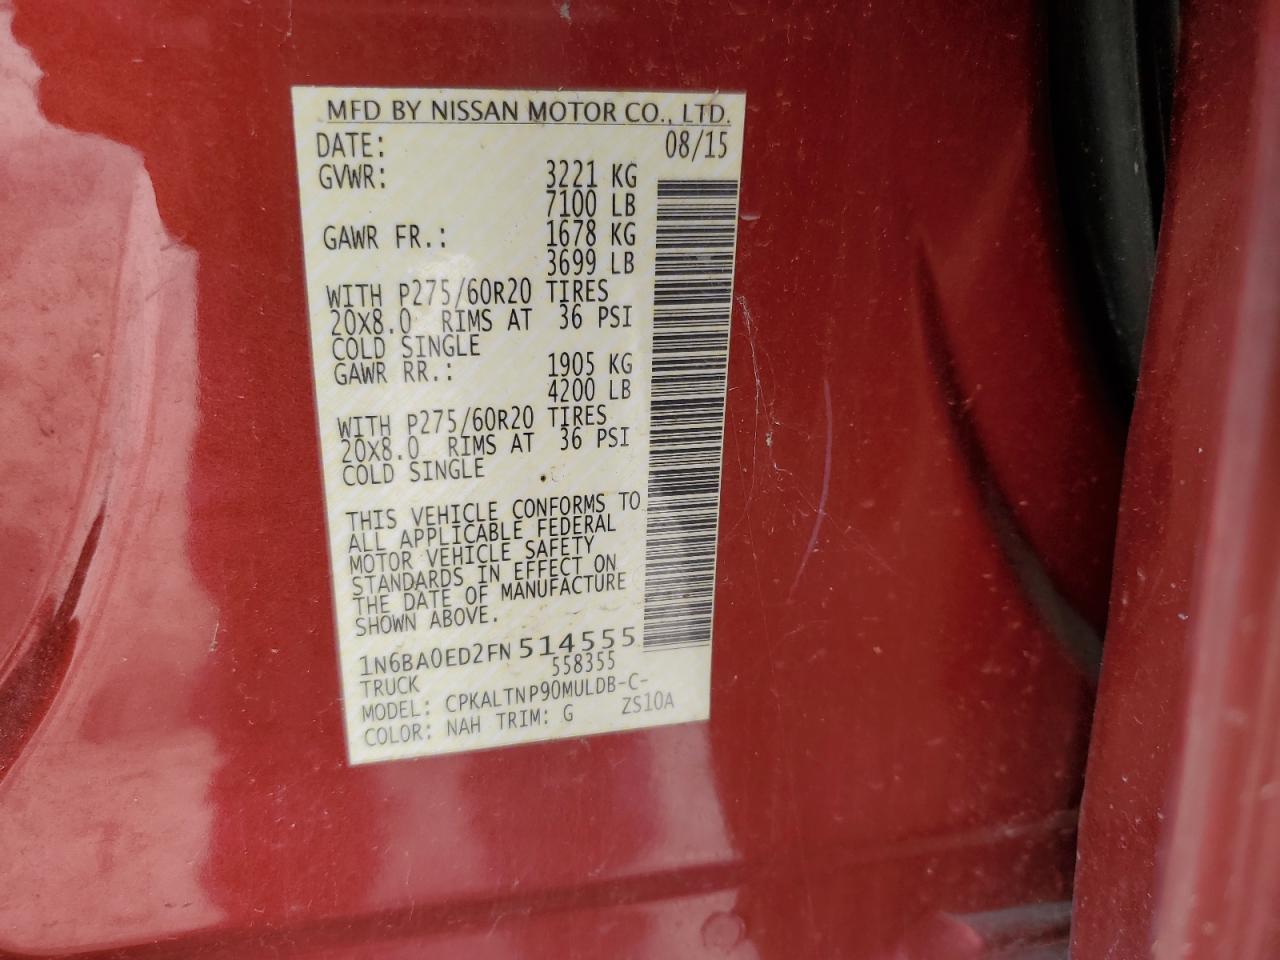 MFD BY NISSAN MOTOR CO., LTD.
DATE: 08/15
GVWR: 3221 KG
7100 LB
GAWR FR.: 1678 KG
3699 LB
WITH P275/60R20 TIRES
20X8.0 RIMS AT 36 PSI
COLD SINGLE
GAWR RR.: 1905 KG
4200 LB
WITH P275/60R20 TIRES
20X8.0 RIMS AT 36 PSI
COLD SINGLE
THIS VEHICLE CONFORMS TO
ALL APPLICABLE FEDERAL
MOTOR VEHICLE SAFETY
STANDARDS IN EFFECT ON
THE DATE OF MANUFACTURE
SHOWN ABOVE.
1N6BA0ED2FN514555
TRUCK 558355
MODEL: CPKALTNP90MULDB-C-
COLOR: NAH TRIM: G ZS10A